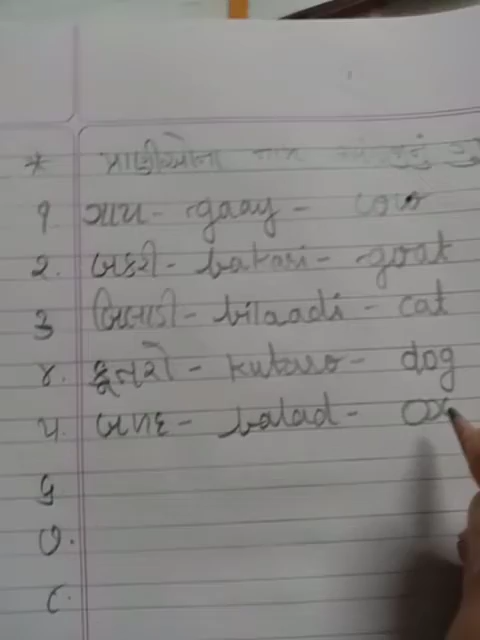 * પ્રાણીઓના નામ
૧ ગાય - gaay - cow
૨. બકરી - bakari - goat
૩ બિલાડી - bilaadi - cat
૪. કૂતરો - kutaro - dog
૫. બળદ - balad - ox
૬
૭.
૮.